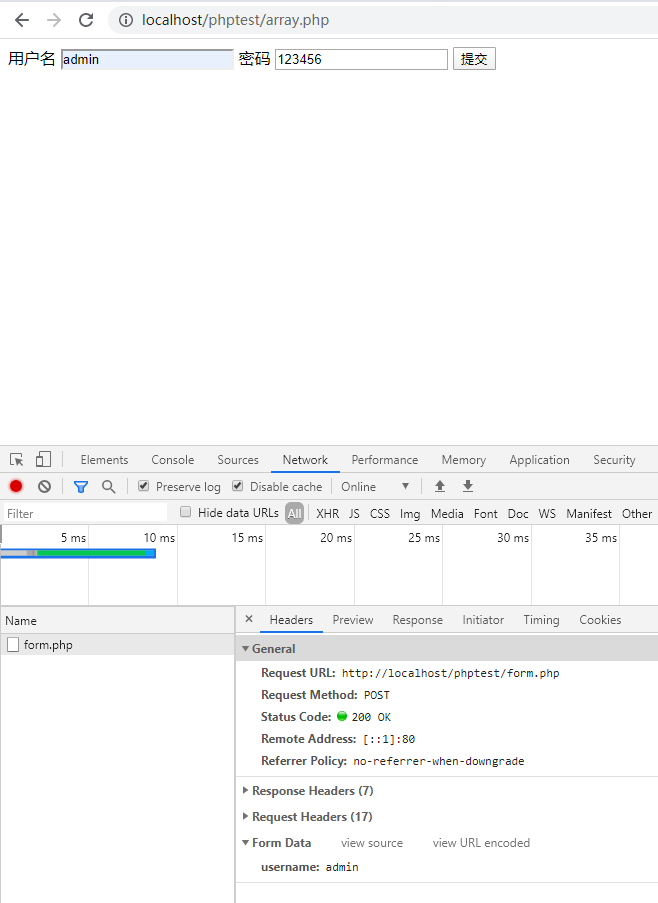 localhost/phptest/array.php
用户名 admin 密码 123456 提交
Elements Console Sources Network Performance Memory Application Security
Preserve log Disable cache Online
Filter Hide data URLs All XHR JS CSS Img Media Font Doc WS Manifest Other
5 ms 10 ms 15 ms 20 ms 25 ms 30 ms 35 ms
Name × Headers Preview Response Initiator Timing Cookies
form.php
General
Request URL: http://localhost/phptest/form.php
Request Method: POST
Status Code: 200 OK
Remote Address: [::1]:80
Referrer Policy: no-referrer-when-downgrade
Response Headers (7)
Request Headers (17)
Form Data view source view URL encoded
username: admin